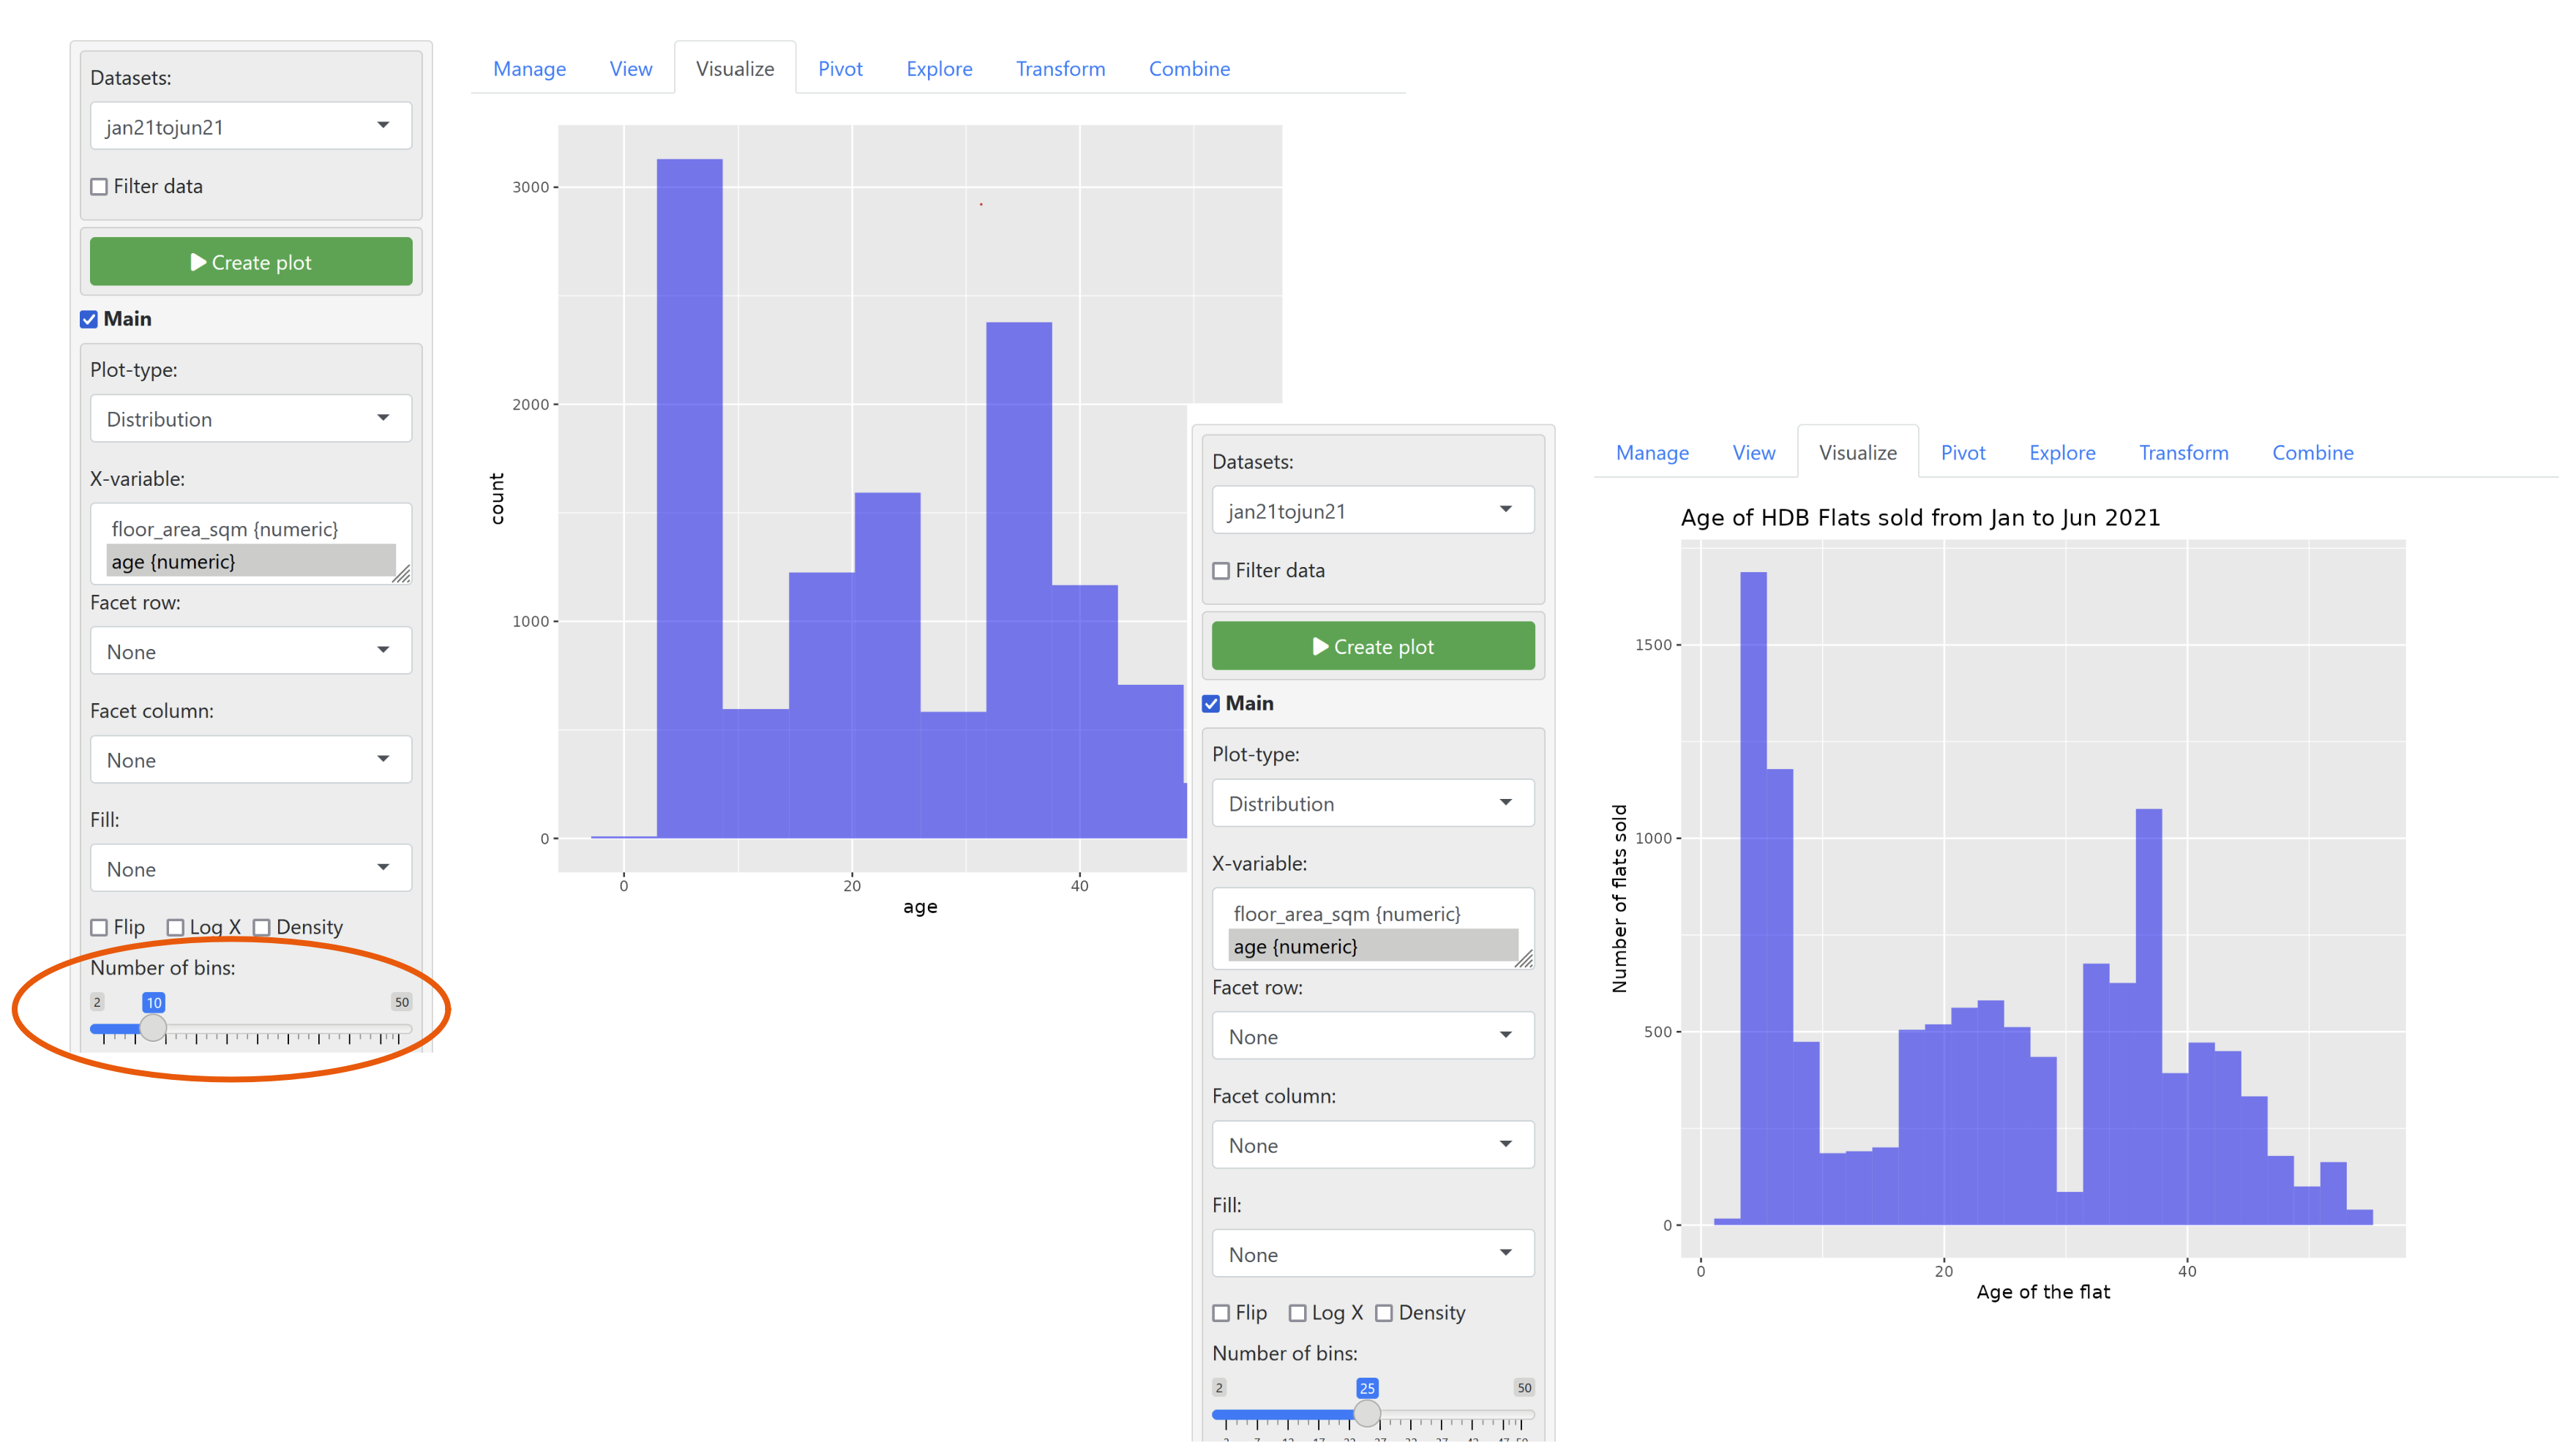 Datasets:
jan21tojun21
Filter data
Create plot
Main
Plot-type:
Distribution
X-variable:
floor_area_sqm {numeric}
age {numeric}
Facet row:
None
Facet column:
None
Fill:
None
Flip Log X Density
Number of bins:
2 10 50
Manage View Visualize Pivot Explore Transform Combine
3000
2000
1000
0
count
0 20 40
age
Datasets:
jan21tojun21
Filter data
Create plot
Main
Plot-type:
Distribution
X-variable:
floor_area_sqm {numeric}
age {numeric}
Facet row:
None
Facet column:
None
Fill:
None
Flip Log X Density
Number of bins:
2 25 50
Manage View Visualize Pivot Explore Transform Combine
Age of HDB Flats sold from Jan to Jun 2021
1500
1000
500
0
Number of flats sold
0 20 40
Age of the flat